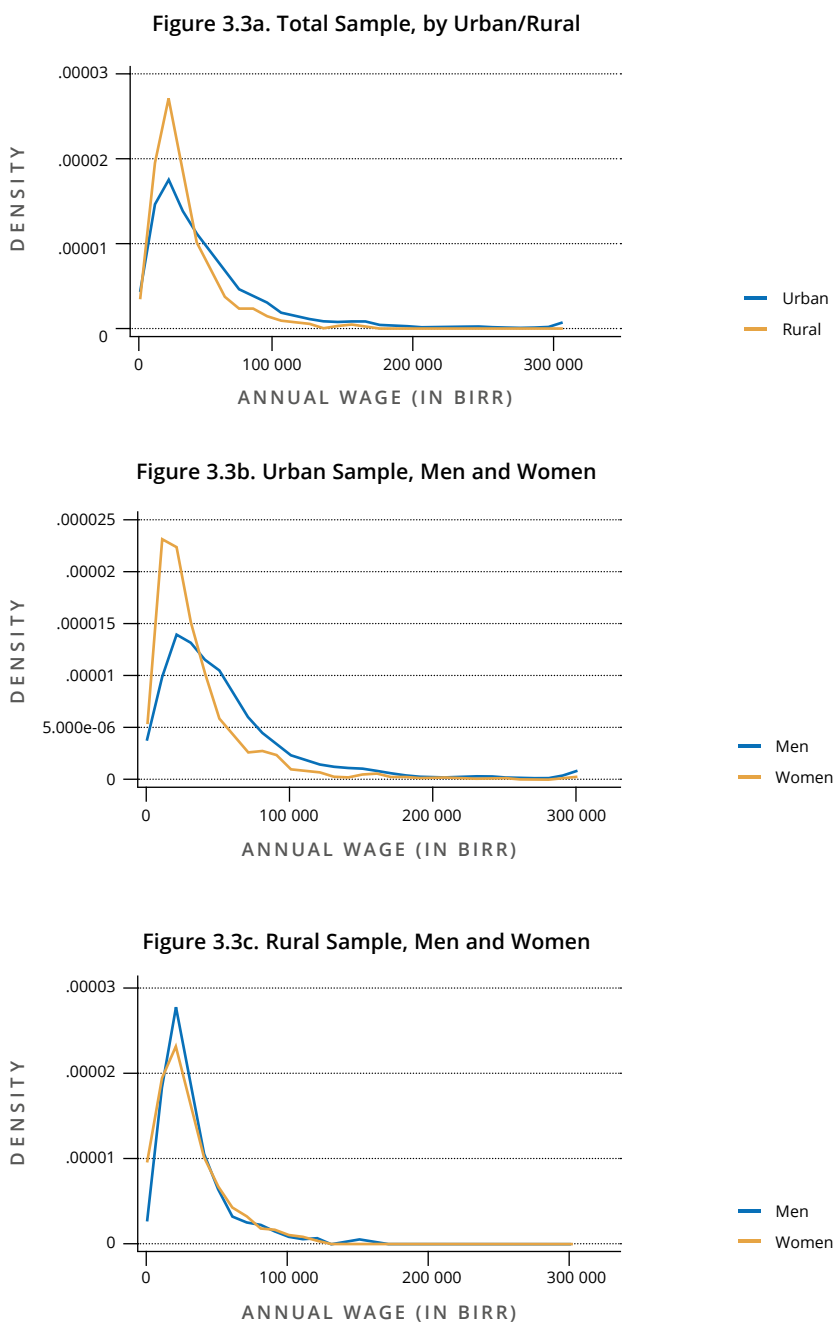 Figure 3.3a. Total Sample, by Urban/Rural
DENSITY
.00003
.00002
.00001
0
0 100 000 200 000 300 000
ANNUAL WAGE (IN BIRR)
Urban
Rural
Figure 3.3b. Urban Sample, Men and Women
DENSITY
.000025
.00002
.000015
.00001
5.000e-06
0
0 100 000 200 000 300 000
ANNUAL WAGE (IN BIRR)
Men
Women
Figure 3.3c. Rural Sample, Men and Women
DENSITY
.00003
.00002
.00001
0
0 100 000 200 000 300 000
ANNUAL WAGE (IN BIRR)
Men
Women